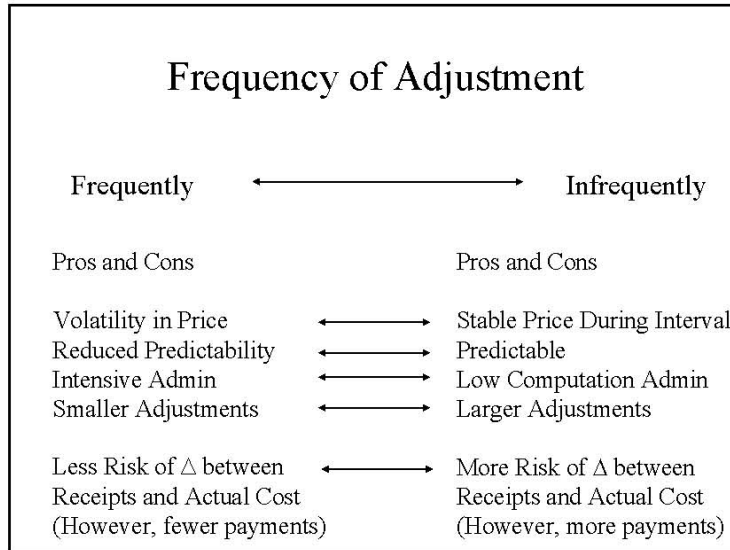 Frequency of Adjustment
Frequently
Infrequently
Pros and Cons
Pros and Cons
Volatility in Price
Stable Price During Interval
Reduced Predictability
Predictable
Intensive Admin
Low Computation Admin
Smaller Adjustments
Larger Adjustments
Less Risk of Δ between
Receipts and Actual Cost
(However, fewer payments)
More Risk of Δ between
Receipts and Actual Cost
(However, more payments)